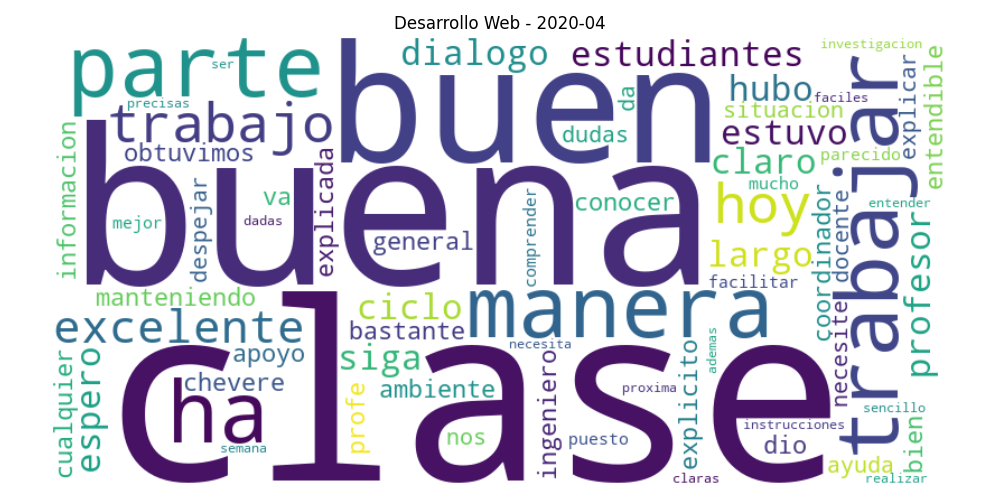 Desarrollo Web - 2020-04
parte
ser
buen
dialogo
estudiantes
investigacion
precisas
trabajo
obtuvimos
da
dudas
hubo
faciles
situacion
estuvo
trabajar
explicar
entendible
informacion
buena
explicada
despejar
va
mejor
dadas
general
comprender
conocer
claro
parecido
mucho
hoy
largo
coordinador
docente
entender
profesor
facilitar
manteniendo
excelente
ciclo
bastante
manera
necesita
apoyo
siga
chevere
ambiente
cualquier
espero
ha
clase
profe
nos
semana
ingeniero
puesto
proxima
explicito
ademas
necesite
sencillo
instrucciones
dio
claras
ayuda
bien
realizar